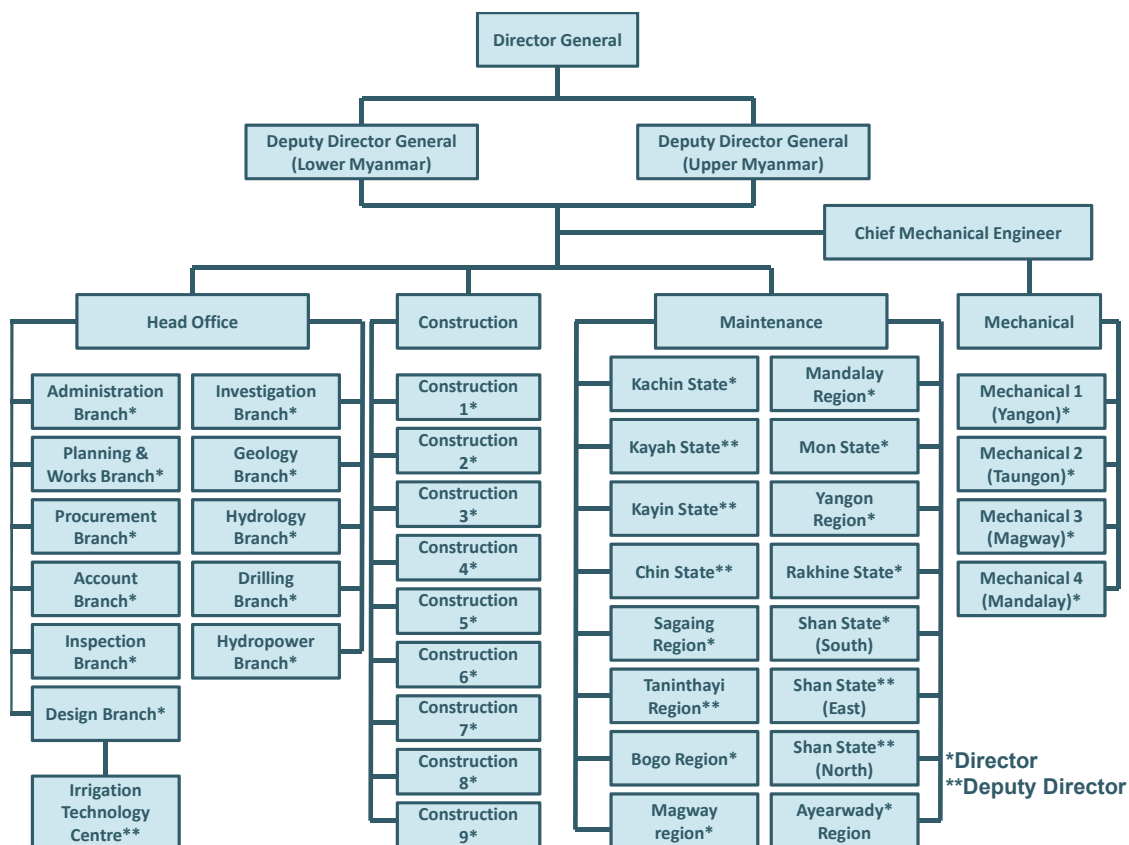 Director General
Deputy Director General
(Lower Myanmar)
Deputy Director General
(Upper Myanmar)
Chief Mechanical Engineer
Head Office
Construction
Maintenance
Mechanical
Administration
Branch*
Planning &
Works Branch*
Procurement
Branch*
Account
Branch*
Inspection
Branch*
Design Branch*
Irrigation
Technology
Centre**
Investigation
Branch*
Geology
Branch*
Hydrology
Branch*
Drilling
Branch*
Hydropower
Branch*
Construction
1*
Construction
2*
Construction
3*
Construction
4*
Construction
5*
Construction
6*
Construction
7*
Construction
8*
Construction
9*
Kachin State*
Kayah State**
Kayin State**
Chin State**
Sagaing
Region*
Taninthayi
Region**
Bogo Region*
Magway
region*
Mandalay
Region*
Mon State*
Yangon
Region*
Rakhine State*
Shan State*
(South)
Shan State**
(East)
Shan State**
(North)
Ayearwady*
Region
Mechanical 1
(Yangon)*
Mechanical 2
(Taungon)*
Mechanical 3
(Magway)*
Mechanical 4
(Mandalay)*
*Director
**Deputy Director